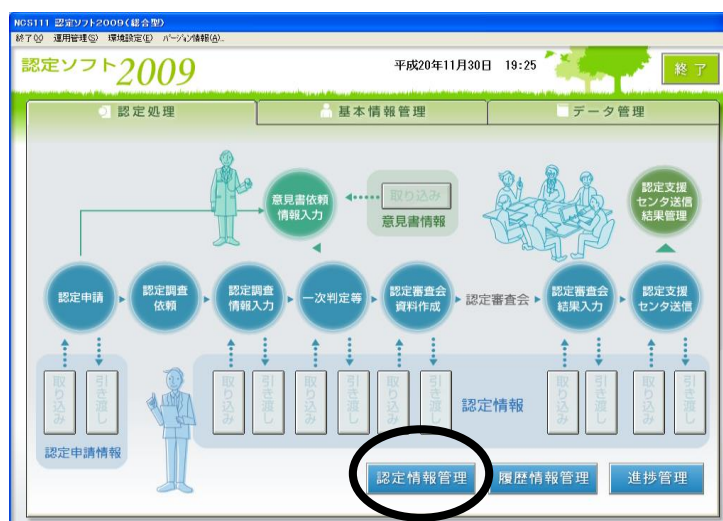 NCS111 認定ソフト2009(総合型)
終了(X) 運用管理(S) 環境設定(E) バージョン情報(A)...
認定ソフト2009
平成20年11月30日 19:25
終了
認定処理
基本情報管理
データ管理
意見書依頼
情報入力
取り込み
意見書情報
認定支援
センタ送信
結果管理
認定申請
認定調査
依頼
認定調査
情報入力
一次判定等
認定審査会
資料作成
認定審査会
認定審査会
結果入力
認定支援
センタ送信
取り込み
引き渡し
取り込み
引き渡し
取り込み
引き渡し
取り込み
引き渡し
認定情報
取り込み
引き渡し
取り込み
引き渡し
認定申請情報
認定情報管理
履歴情報管理
進捗管理